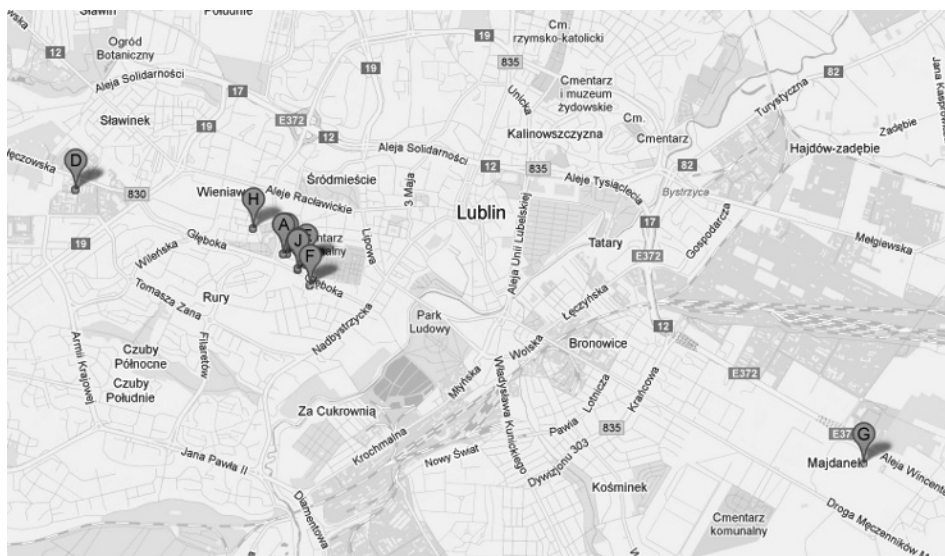 Sławin
Południe
Cm.
rzymsko-katolicki
12
Ogród
Botaniczny
19
835
82
Aleja Solidarności
19
Cmentarz
i muzeum
żydowskie
Turystyczna
17
Unicka
Sławinek
19
E372
12
Kalinowszczyzna
Cm.
Cmentarz
Zadębie
Hajdów-zadębie
Aleja Solidarności
D
830
Śródmieście
12
835
82
Aleje Tysiąclecia
Bystrzyca
Wieniawa
Aleje Racławickie
3 Maja
H
Lublin
17
Gospodarcza
A
J
F
Lipowa
Aleja Unii Lubelskiej
Tatary
E372
Mełgiewska
19
Głęboka
Wileńska
Głęboka
Tomasza Zana
Rury
Nadbystrzycka
Park
Ludowy
Łęczyńska
12
Wolska
Bronowice
Armii Krajowej
Filaretów
Czuby
Północne
Czuby
Południe
Młyńska
Władysława Kunickiego
Lotnicza
Krańcowa
E372
Za Cukrownią
Pawia
835
G
Krochmalna
Nowy Świat
Dywizjonu 303
Majdanek
Aleja Wincent
Jana Pawła II
Diamentowa
Kośminek
Droga Męczenników M
Cmentarz
komunalny